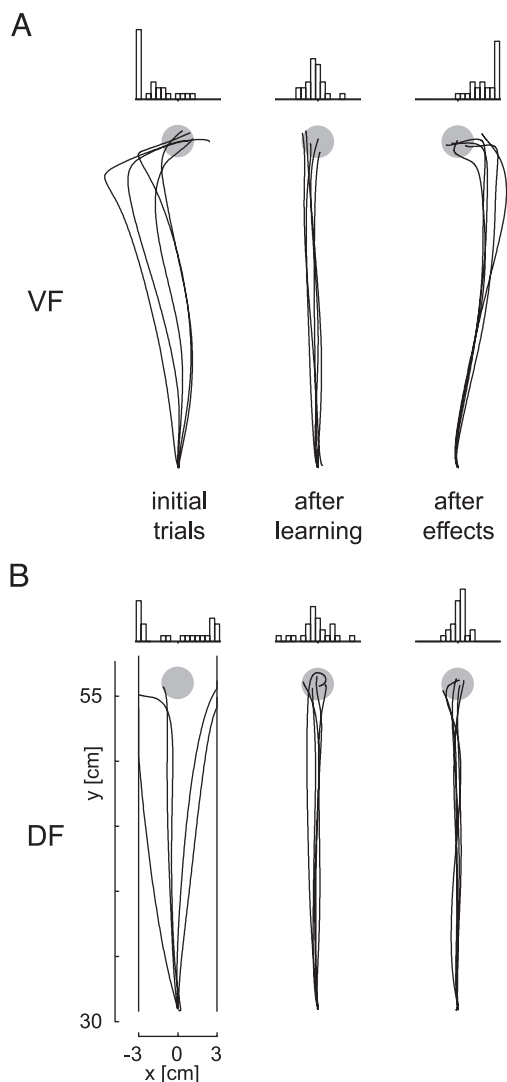 A
VF
initial
trials
after
learning
after
effects
B
55
y [cm]
DF
30
-3 0 3
x [cm]